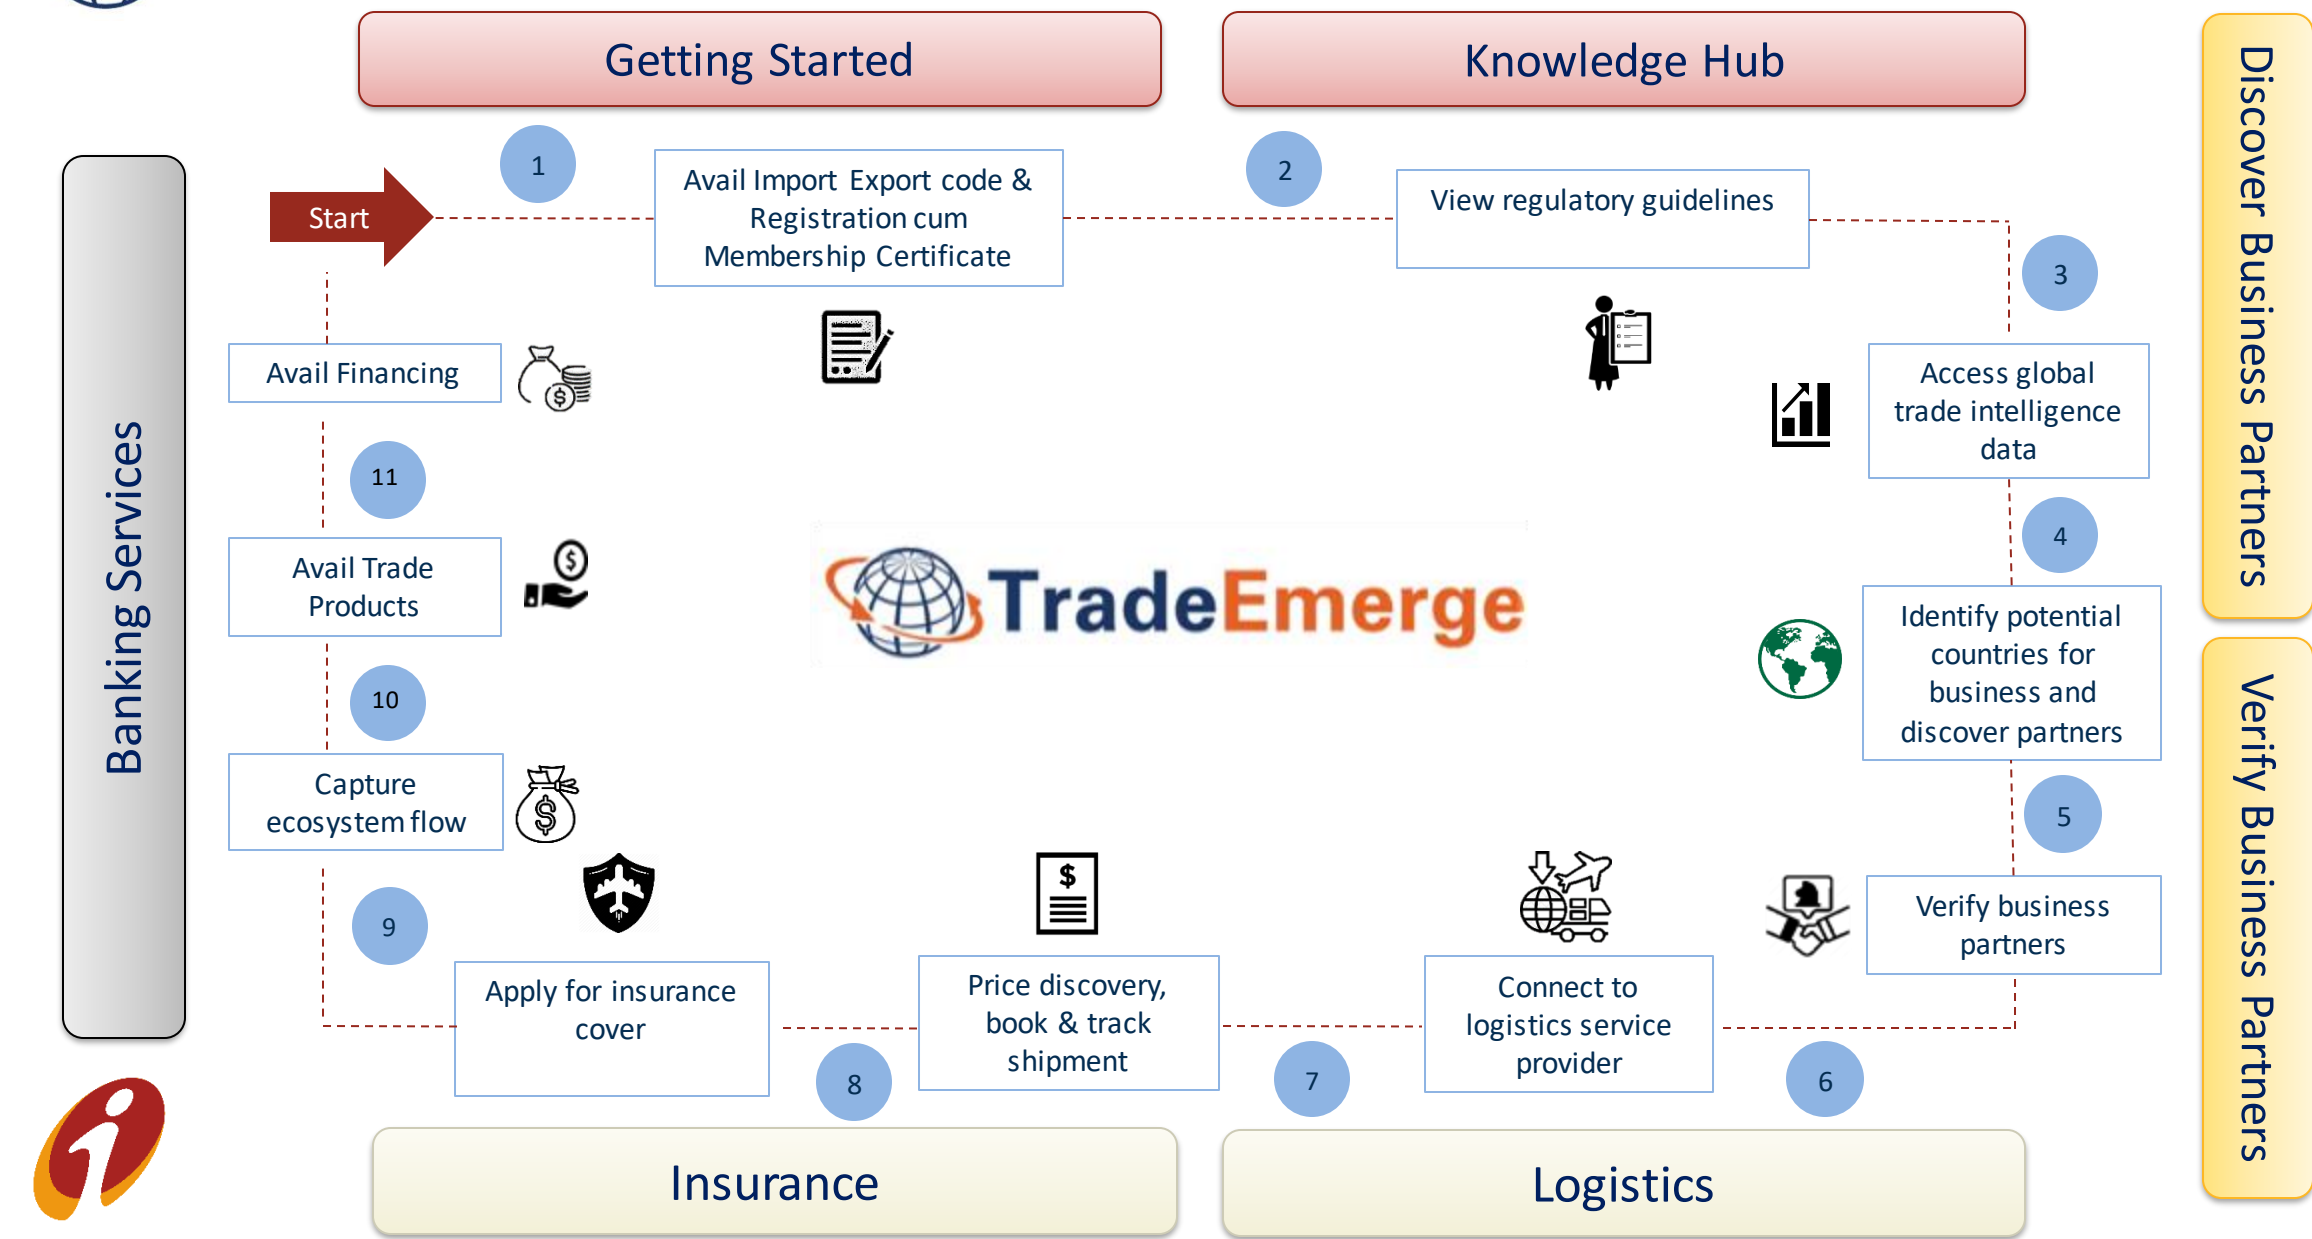 Getting Started
Knowledge Hub
Discover Business Partners
Verify Business Partners
Banking Services
Start
1
Avail Import Export code &
Registration cum
Membership Certificate
2
View regulatory guidelines
3
Access global
trade intelligence
data
4
Identify potential
countries for
business and
discover partners
5
Verify business
partners
6
Connect to
logistics service
provider
7
Price discovery,
book & track
shipment
8
Apply for insurance
cover
9
Capture
ecosystem flow
10
Avail Trade
Products
11
Avail Financing
TradeEmerge
Insurance
Logistics